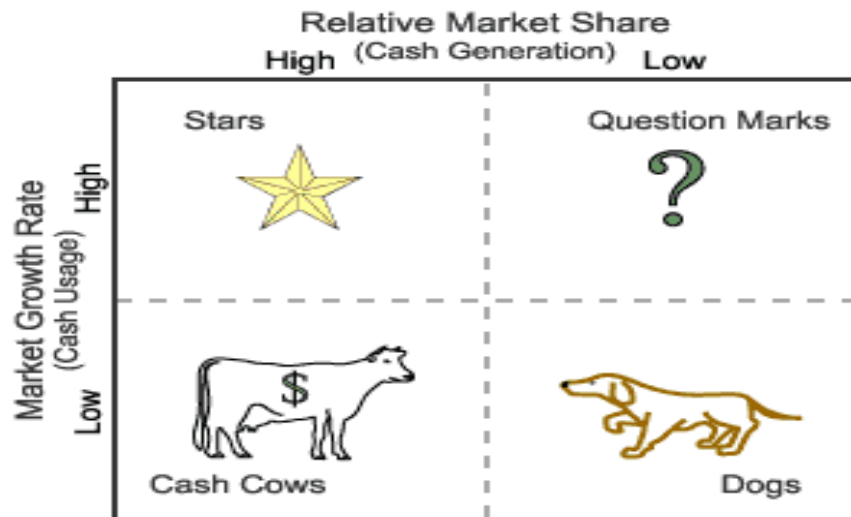 Relative Market Share
(Cash Generation)
High
Low
Stars
Question Marks
?
Market Growth Rate
(Cash Usage)
High
Low
$
Cash Cows
Dogs